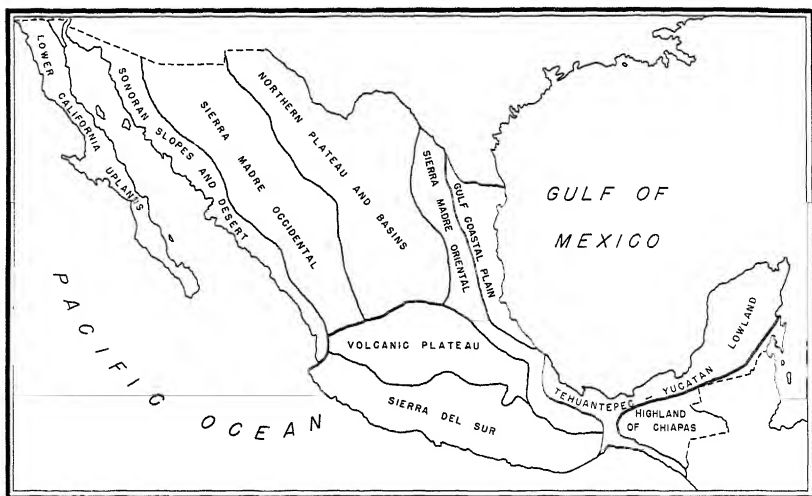 LOWER CALIFORNIA UPLANDS
SONORAN SLOPES AND DESERT
SIERRA MADRE OCCIDENTAL
NORTHERN PLATEAU AND BASINS
SIERRA MADRE ORIENTAL
GULF COASTAL PLAIN
GULF OF
MEXICO
PACIFIC OCEAN
VOLCANIC PLATEAU
SIERRA DEL SUR
TEHUANTEPEC – YUCATAN LOWLAND
HIGHLAND
OF CHIAPAS